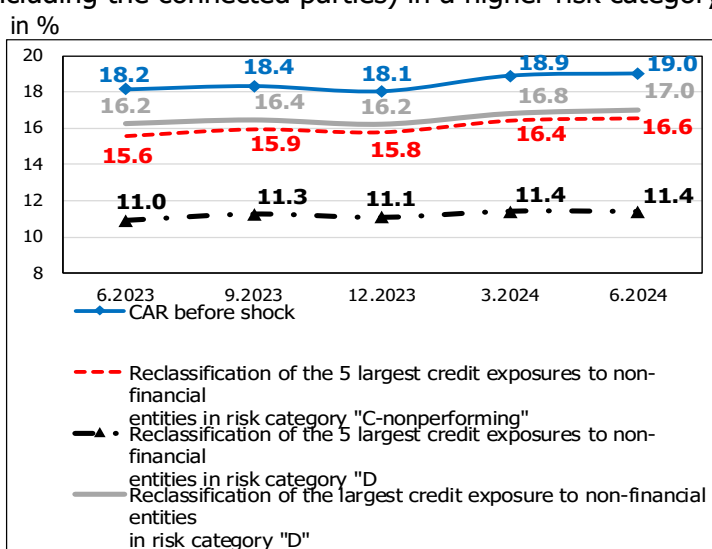 ncluding the connected parties) in a higher risk category
in %
20
18
16
14
12
10
8
18.2
18.4
18.1
18.9
19.0
16.2
16.4
16.2
16.8
17.0
15.6
15.9
15.8
16.4
16.6
11.0
11.3
11.1
11.4
11.4
6.2023
9.2023
12.2023
3.2024
6.2024
CAR before shock
Reclassification of the 5 largest credit exposures to non-
financial
entities in risk category "C-nonperforming"
Reclassification of the 5 largest credit exposures to non-
financial
entities in risk category "D
Reclassification of the largest credit exposure to non-financial
entities
in risk category "D"